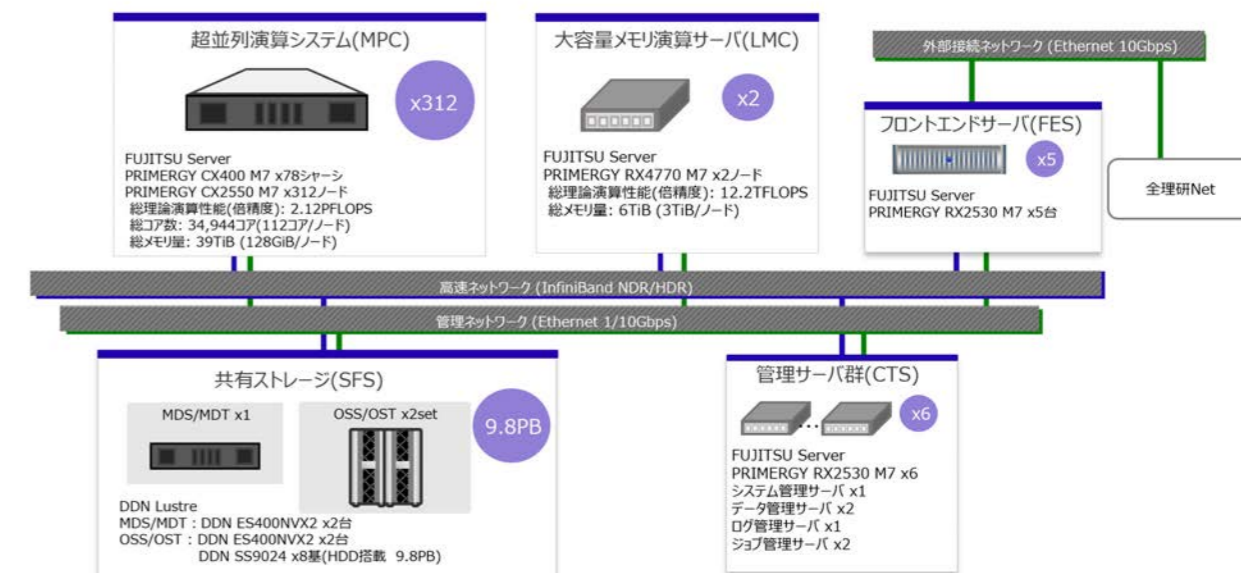 超並列演算システム(MPC)
x312
FUJITSU Server
PRIMERGY CX400 M7 x78シャーシ
PRIMERGY CX2550 M7 x312ノード
総理論演算性能(倍精度): 2.12PFLOPS
総コア数: 34,944コア(112コア/ノード)
総メモリ量: 39TiB (128GiB/ノード)
大容量メモリ演算サーバ(LMC)
x2
FUJITSU Server
PRIMERGY RX4770 M7 x2ノード
総理論演算性能(倍精度): 12.2TFLOPS
総メモリ量: 6TiB (3TiB/ノード)
外部接続ネットワーク (Ethernet 10Gbps)
フロントエンドサーバ(FES)
x5
FUJITSU Server
PRIMERGY RX2530 M7 x5台
全理研Net
高速ネットワーク (InfiniBand NDR/HDR)
管理ネットワーク (Ethernet 1/10Gbps)
共有ストレージ(SFS)
MDS/MDT x1
OSS/OST x2set
9.8PB
DDN Lustre
MDS/MDT : DDN ES400NVX2 x2台
OSS/OST : DDN ES400NVX2 x2台
DDN SS9024 x8基(HDD搭載 9.8PB)
管理サーバ群(CTS)
...
x6
FUJITSU Server
PRIMERGY RX2530 M7 x6
システム管理サーバ x1
データ管理サーバ x2
ログ管理サーバ x1
ジョブ管理サーバ x2